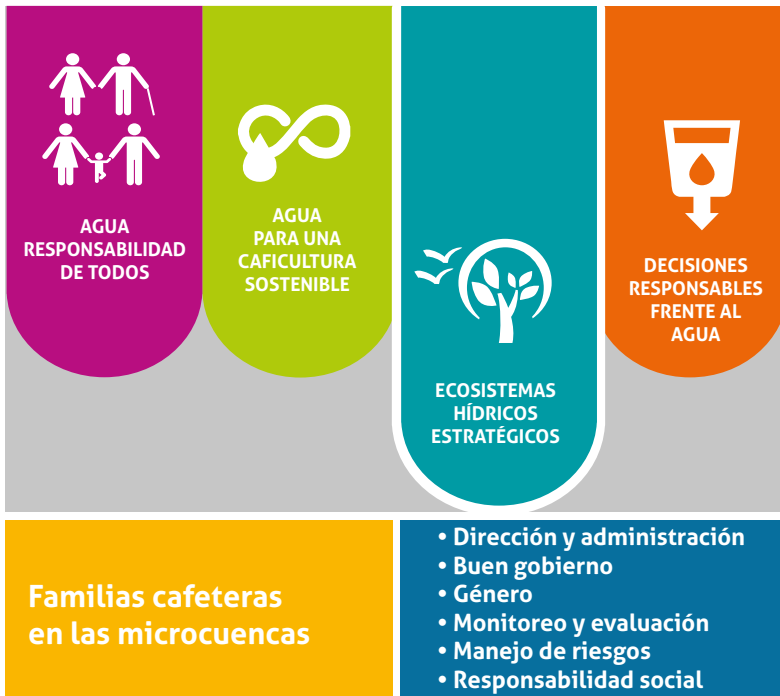 AGUA
RESPONSABILIDAD
DE TODOS
AGUA
PARA UNA
CAFICULTURA
SOSTENIBLE
ECOSISTEMAS
HÍDRICOS
ESTRATÉGICOS
DECISIONES
RESPONSABLES
FRENTE AL
AGUA
Familias cafeteras
en las microcuencas
• Dirección y administración
• Buen gobierno
• Género
• Monitoreo y evaluación
• Manejo de riesgos
• Responsabilidad social